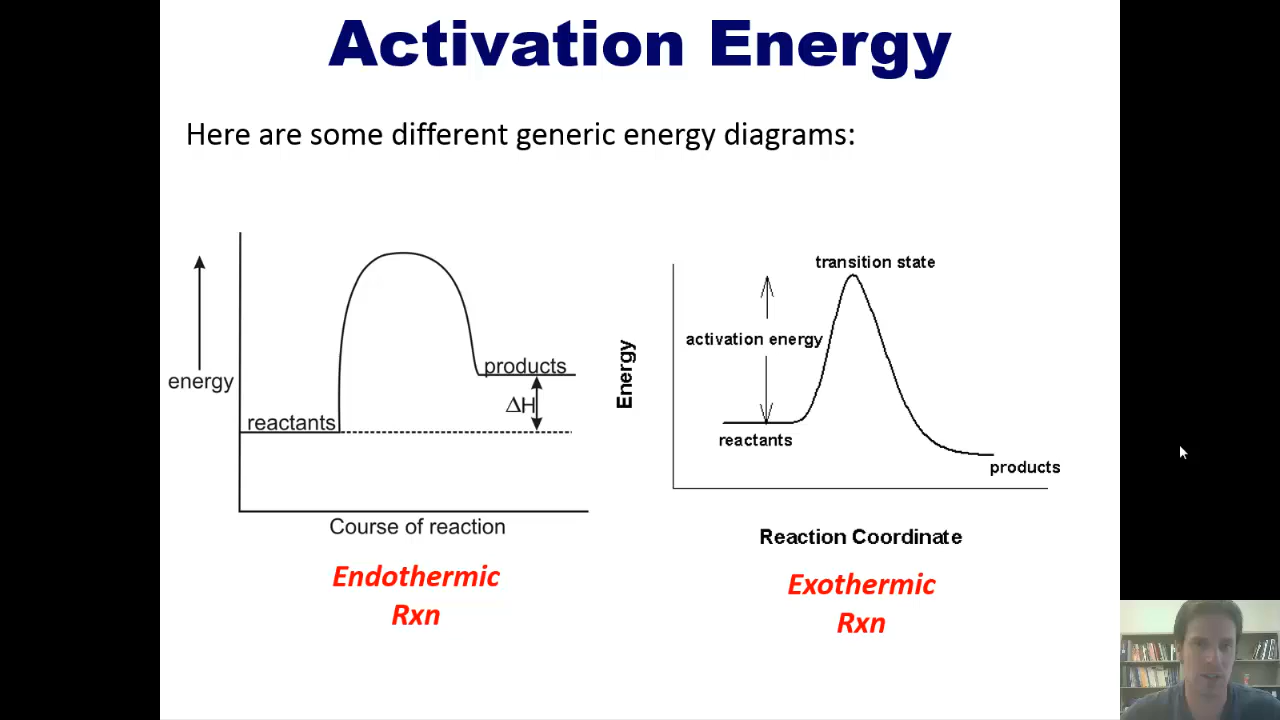 Activation Energy
Here are some different generic energy diagrams:
energy
reactants
products
ΔH
Course of reaction
Endothermic
Rxn
transition state
activation energy
Energy
reactants
products
Reaction Coordinate
Exothermic
Rxn